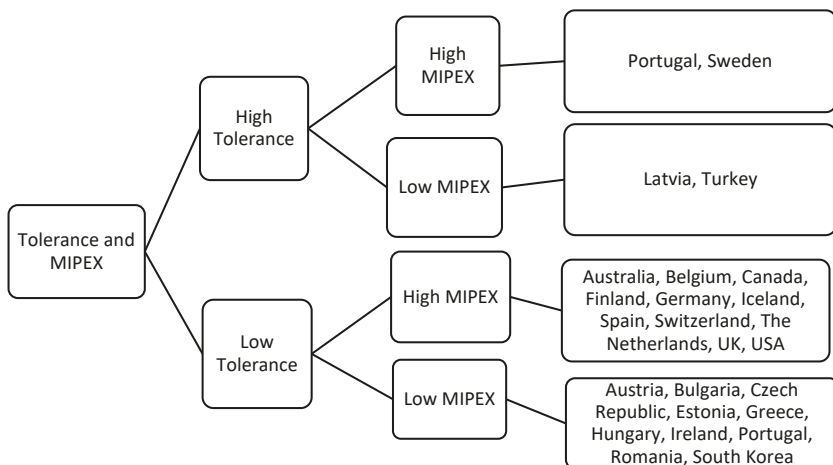 High
MIPEX
Portugal, Sweden
High
Tolerance
Low MIPEX
Latvia, Turkey
Tolerance and
MIPEX
High MIPEX
Australia, Belgium, Canada,
Finland, Germany, Iceland,
Spain, Switzerland, The
Netherlands, UK, USA
Low
Tolerance
Low MIPEX
Austria, Bulgaria, Czech
Republic, Estonia, Greece,
Hungary, Ireland, Portugal,
Romania, South Korea